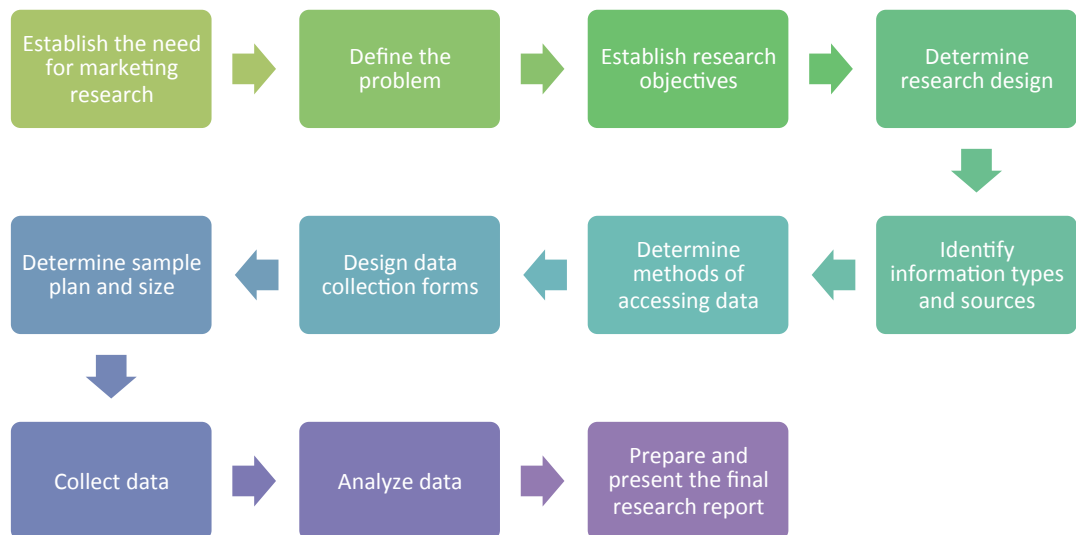 Establish the need
for marketing
research
Define the
problem
Establish research
objectives
Determine
research design
Identify
information types
and sources
Determine
methods of
accessing data
Design data
collection forms
Determine sample
plan and size
Collect data
Analyze data
Prepare and
present the final
research report